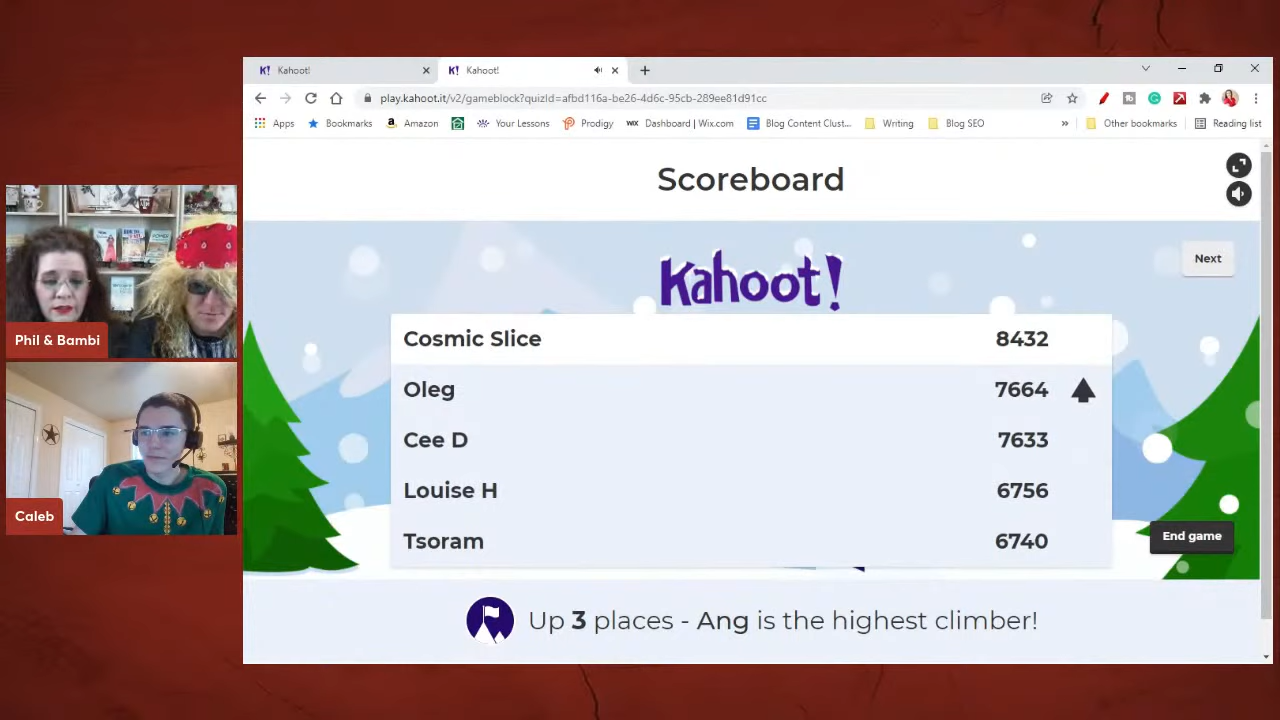 Kahoot!
Kahoot!
play.kahoot.it/v2/gameblock?quizId=afbd116a-be26-4d6c-95cb-289ee81d91cc
Apps Bookmarks Amazon Your Lessons Prodigy Dashboard | Wix.com Blog Content Clust... Writing Blog SEO » Other bookmarks Reading list
Scoreboard
Next
Kahoot!
Cosmic Slice 8432
Oleg 7664
Cee D 7633
Louise H 6756
Tsoram 6740
End game
Up 3 places - Ang is the highest climber!
Phil & Bambi
Caleb